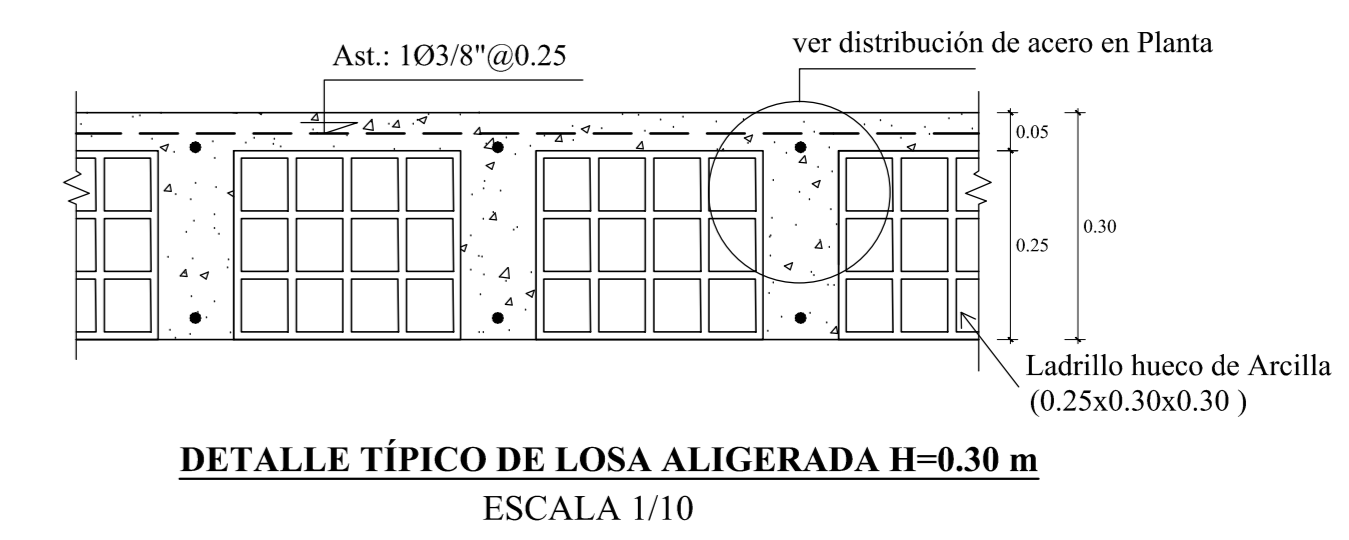 Ast.: 1Ø3/8"@0.25
ver distribución de acero en Planta
0.05
0.25
0.30
Ladrillo hueco de Arcilla
(0.25x0.30x0.30 )
DETALLE TÍPICO DE LOSA ALIGERADA H=0.30 m
ESCALA 1/10